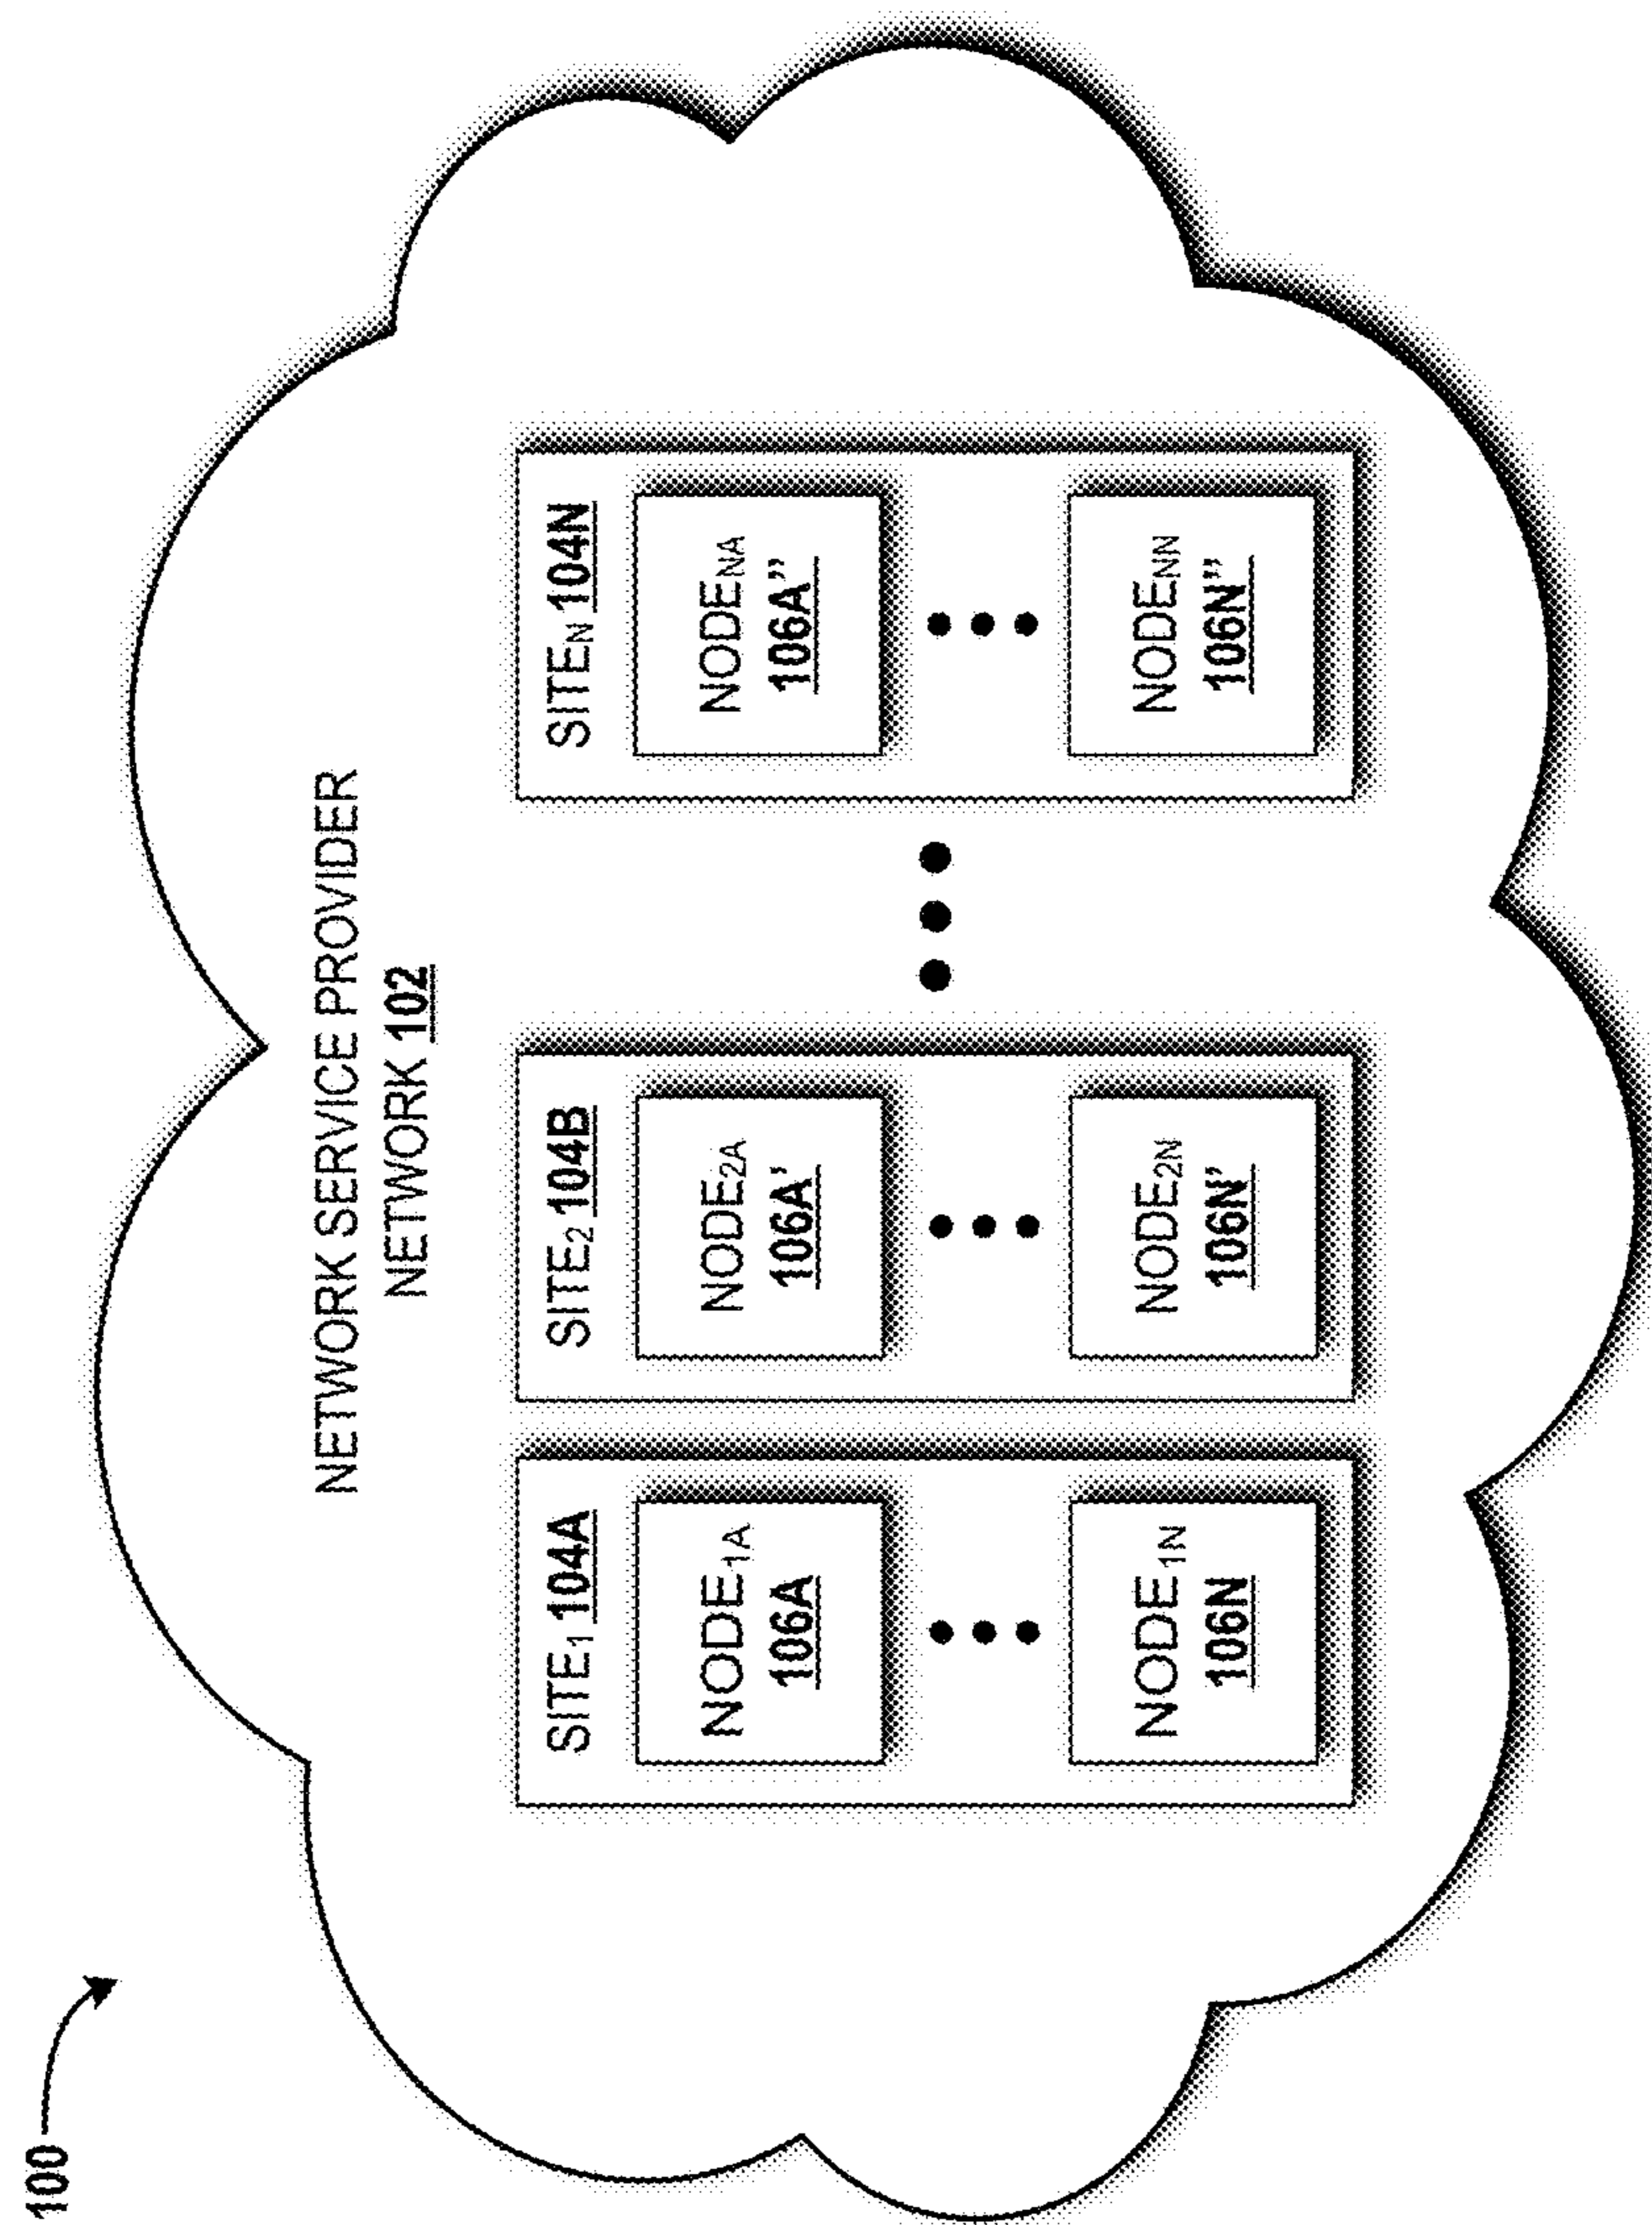 100
NETWORK SERVICE PROVIDER
NETWORK 102
SITE₁ 104A
NODE₁A
106A
NODE₁N
106N
SITE₂ 104B
NODE₂A
106A'
NODE₂N
106N'
SITEN 104N
NODENA
106A"
NODENN
106N"